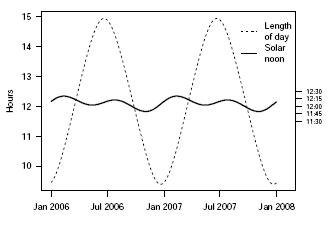 15
14
13
12
11
10
Hours
Length
of day
Solar
noon
12:30
12:15
12:00
11:45
11:30
Jan 2006 Jul 2006 Jan 2007 Jul 2007 Jan 2008